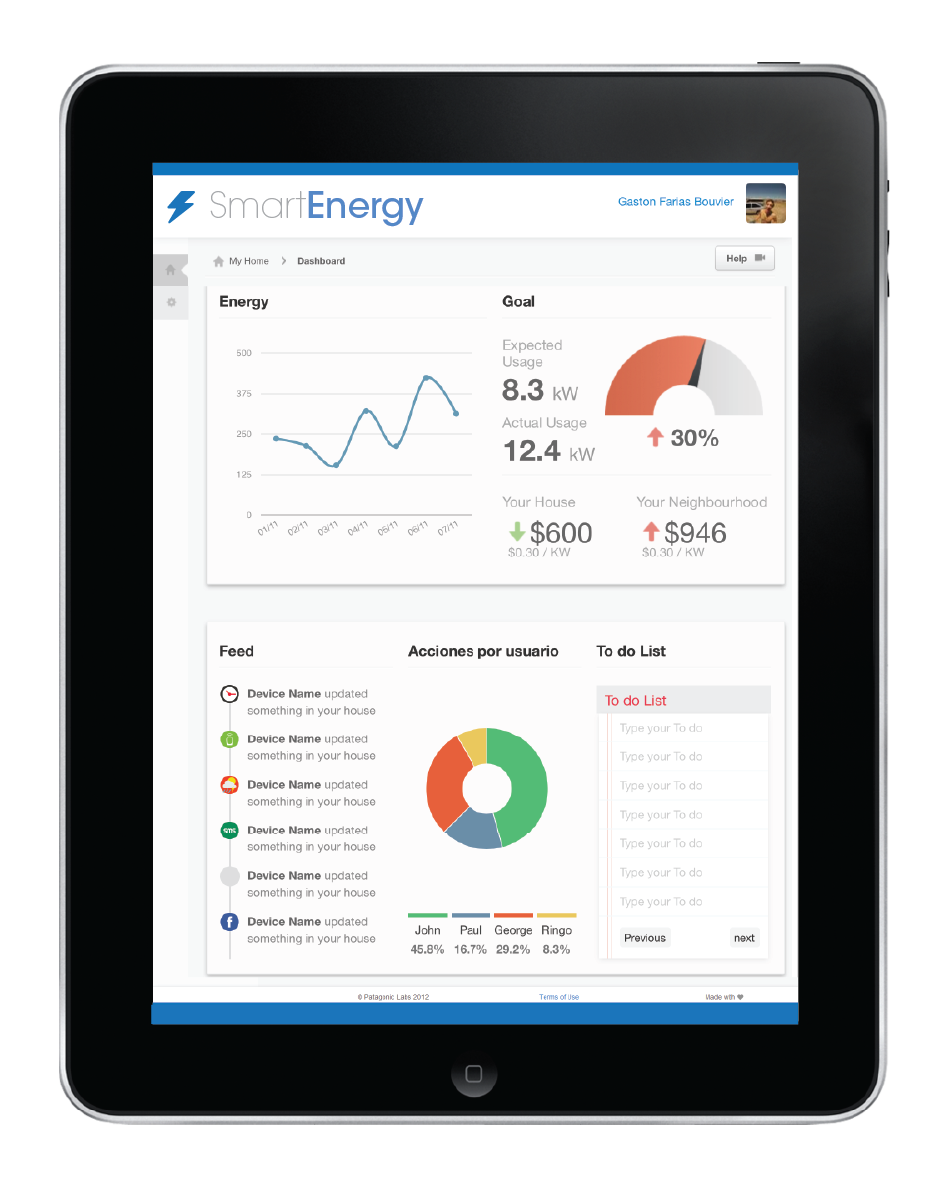 SmartEnergy
Gaston Farias Bouvier
My Home
Dashboard
Help
Energy
500
375
250
125
0
01/11
02/11
03/11
04/11
05/11
06/11
07/11
Goal
Expected
Usage
8.3 kW
Actual Usage
12.4 kW
30%
Your House
$600
$0.30 / KW
Your Neighbourhood
$946
$0.30 / KW
Feed
Device Name updated
something in your house
Device Name updated
something in your house
Device Name updated
something in your house
sms
Device Name updated
something in your house
Device Name updated
something in your house
f
Device Name updated
something in your house
Acciones por usuario
John Paul George Ringo
45.8% 16.7% 29.2% 8.3%
To do List
To do List
Type your To do
Type your To do
Type your To do
Type your To do
Type your To do
Type your To do
Type your To do
Previous
next
© Patagonic Labs 2012
Terms of Use
Made with